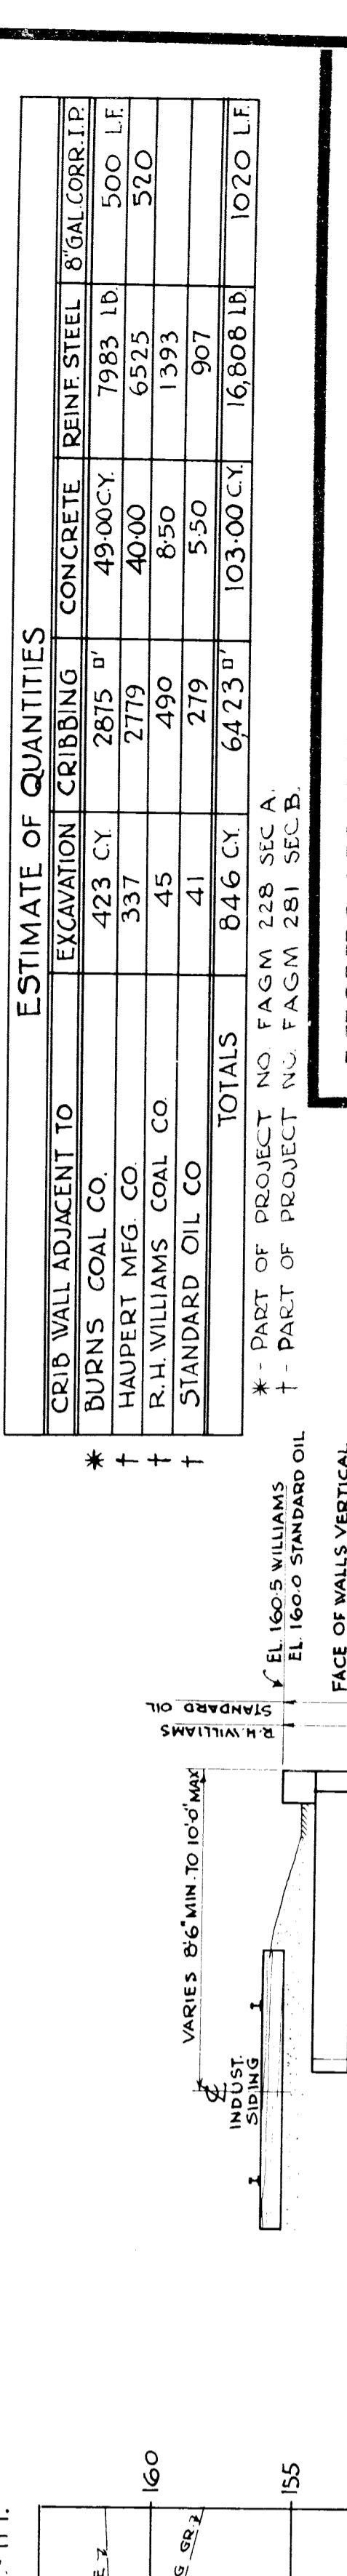 ESTIMATE OF QUANTITIES
CRIB WALL ADJACENT TO EXCAVATION CRIBBING CONCRETE REINF. STEEL 8"GAL.CORR.I.P.
* BURNS COAL CO. 423 C.Y. 2875 □' 49.00 C.Y. 7983 LD. 500 L.F.
† HAUPERT MFG. CO. 337 2779 40.00 6525 520
† R.H. WILLIAMS COAL CO. 45 490 8.50 1393
† STANDARD OIL CO 41 279 5.50 907
TOTALS 846 C.Y. 6,423 □' 103.00 C.Y. 16,808 LB. 1020 L.F.
* - PART OF PROJECT NO. FAGM 228 SEC A.
† - PART OF PROJECT NO. FAGM 281 SEC B.
EL. 160.5 WILLIAMS
EL. 160.0 STANDARD OIL
FACE OF WALLS VERTICAL
STANDARD OIL
R.H. WILLIAMS
VARIES 8'6" MIN. TO 10'0" MAX
℄
INDUST.
SIDING
160
GR.
155